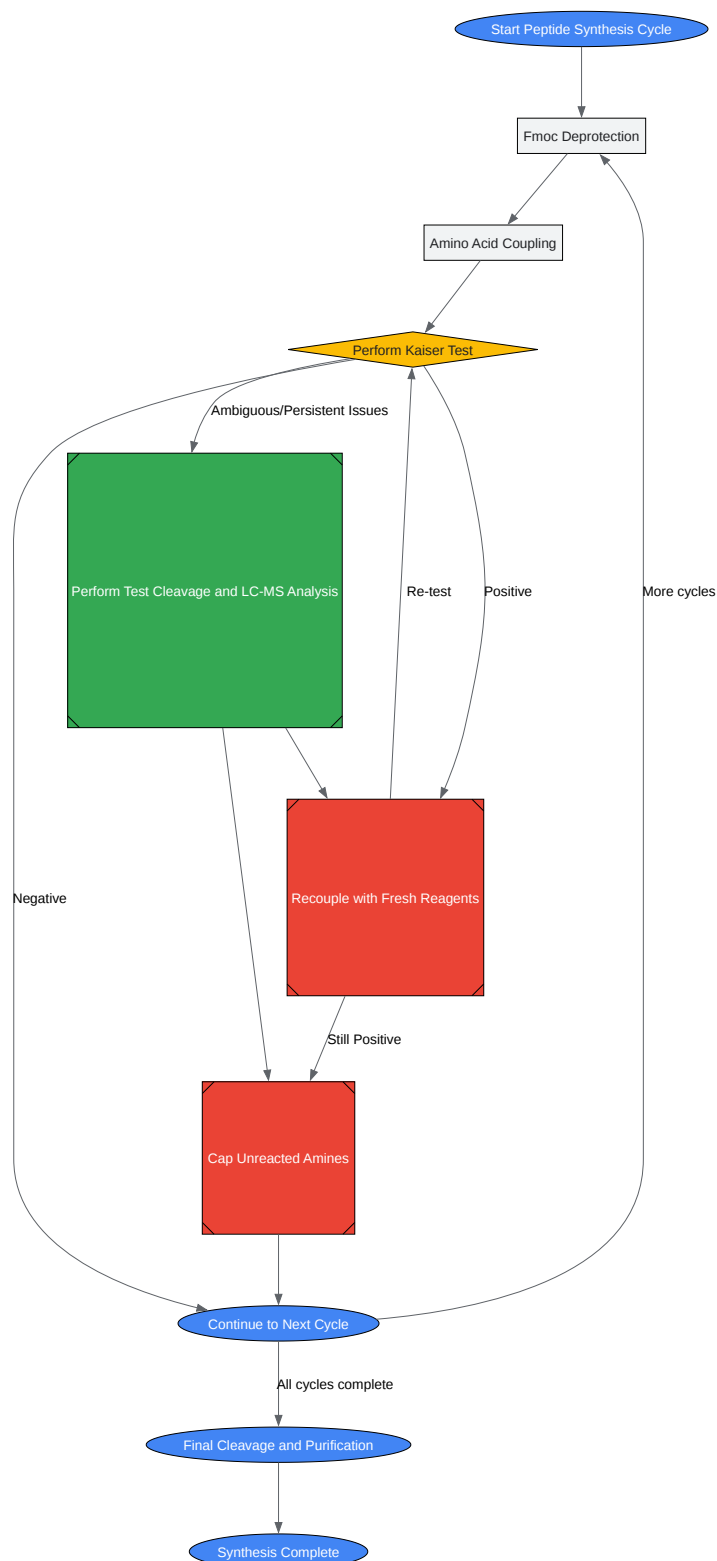 Start Peptide Synthesis Cycle
Fmoc Deprotection
Amino Acid Coupling
Perform Kaiser Test
Ambiguous/Persistent Issues
Perform Test Cleavage and LC-MS Analysis
Re-test
Positive
More cycles
Negative
Recouple with Fresh Reagents
Still Positive
Cap Unreacted Amines
Continue to Next Cycle
All cycles complete
Final Cleavage and Purification
Synthesis Complete